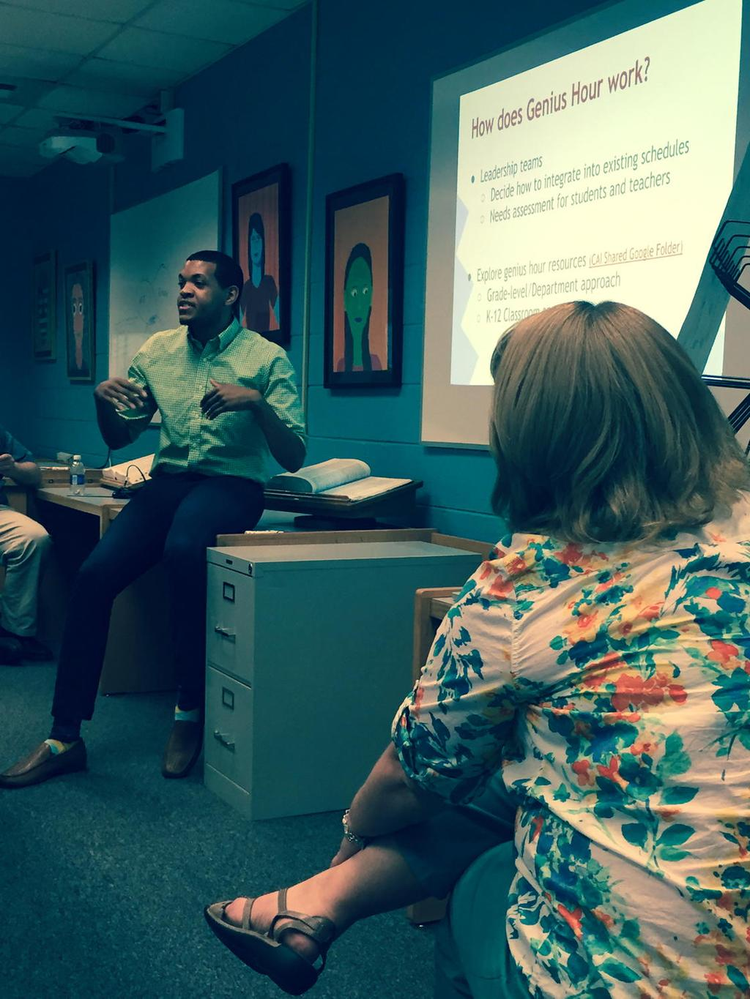 How does Genius Hour work?
• Leadership teams
○ Decide how to integrate into existing schedules
○ Needs assessment for students and teachers
• Explore genius hour resources (CAI Shared Google Folder)
○ Grade-level/Department approach
○ K-12 Classroom